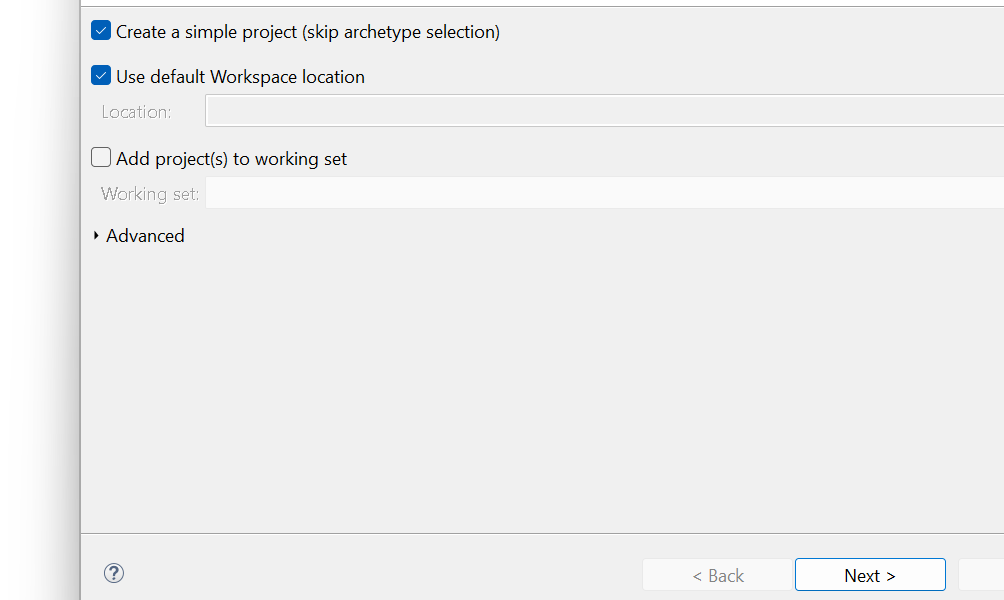 Create a simple project (skip archetype selection)
Use default Workspace location
Location:
Add project(s) to working set
Working set:
Advanced
?
< Back
Next >